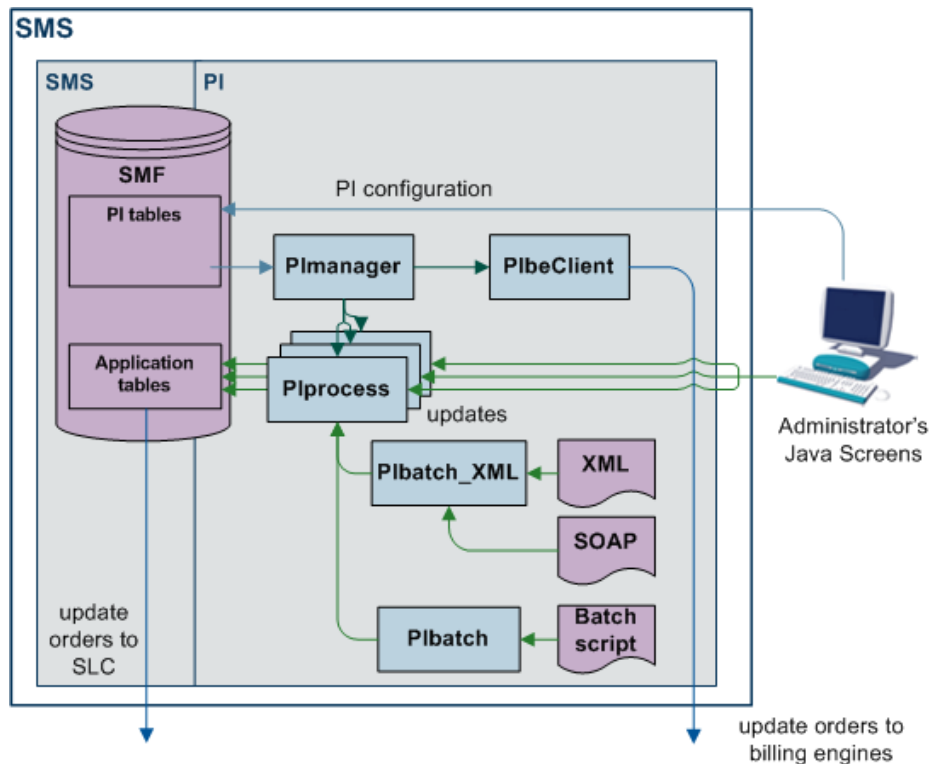 SMS
SMS
PI
SMF
PI tables
PI configuration
PImanager
PIbeClient
Application
tables
PIprocess
updates
Administrator's
Java Screens
PIbatch_XML
XML
SOAP
PIbatch
Batch
script
update
orders to
SLC
update orders to
billing engines